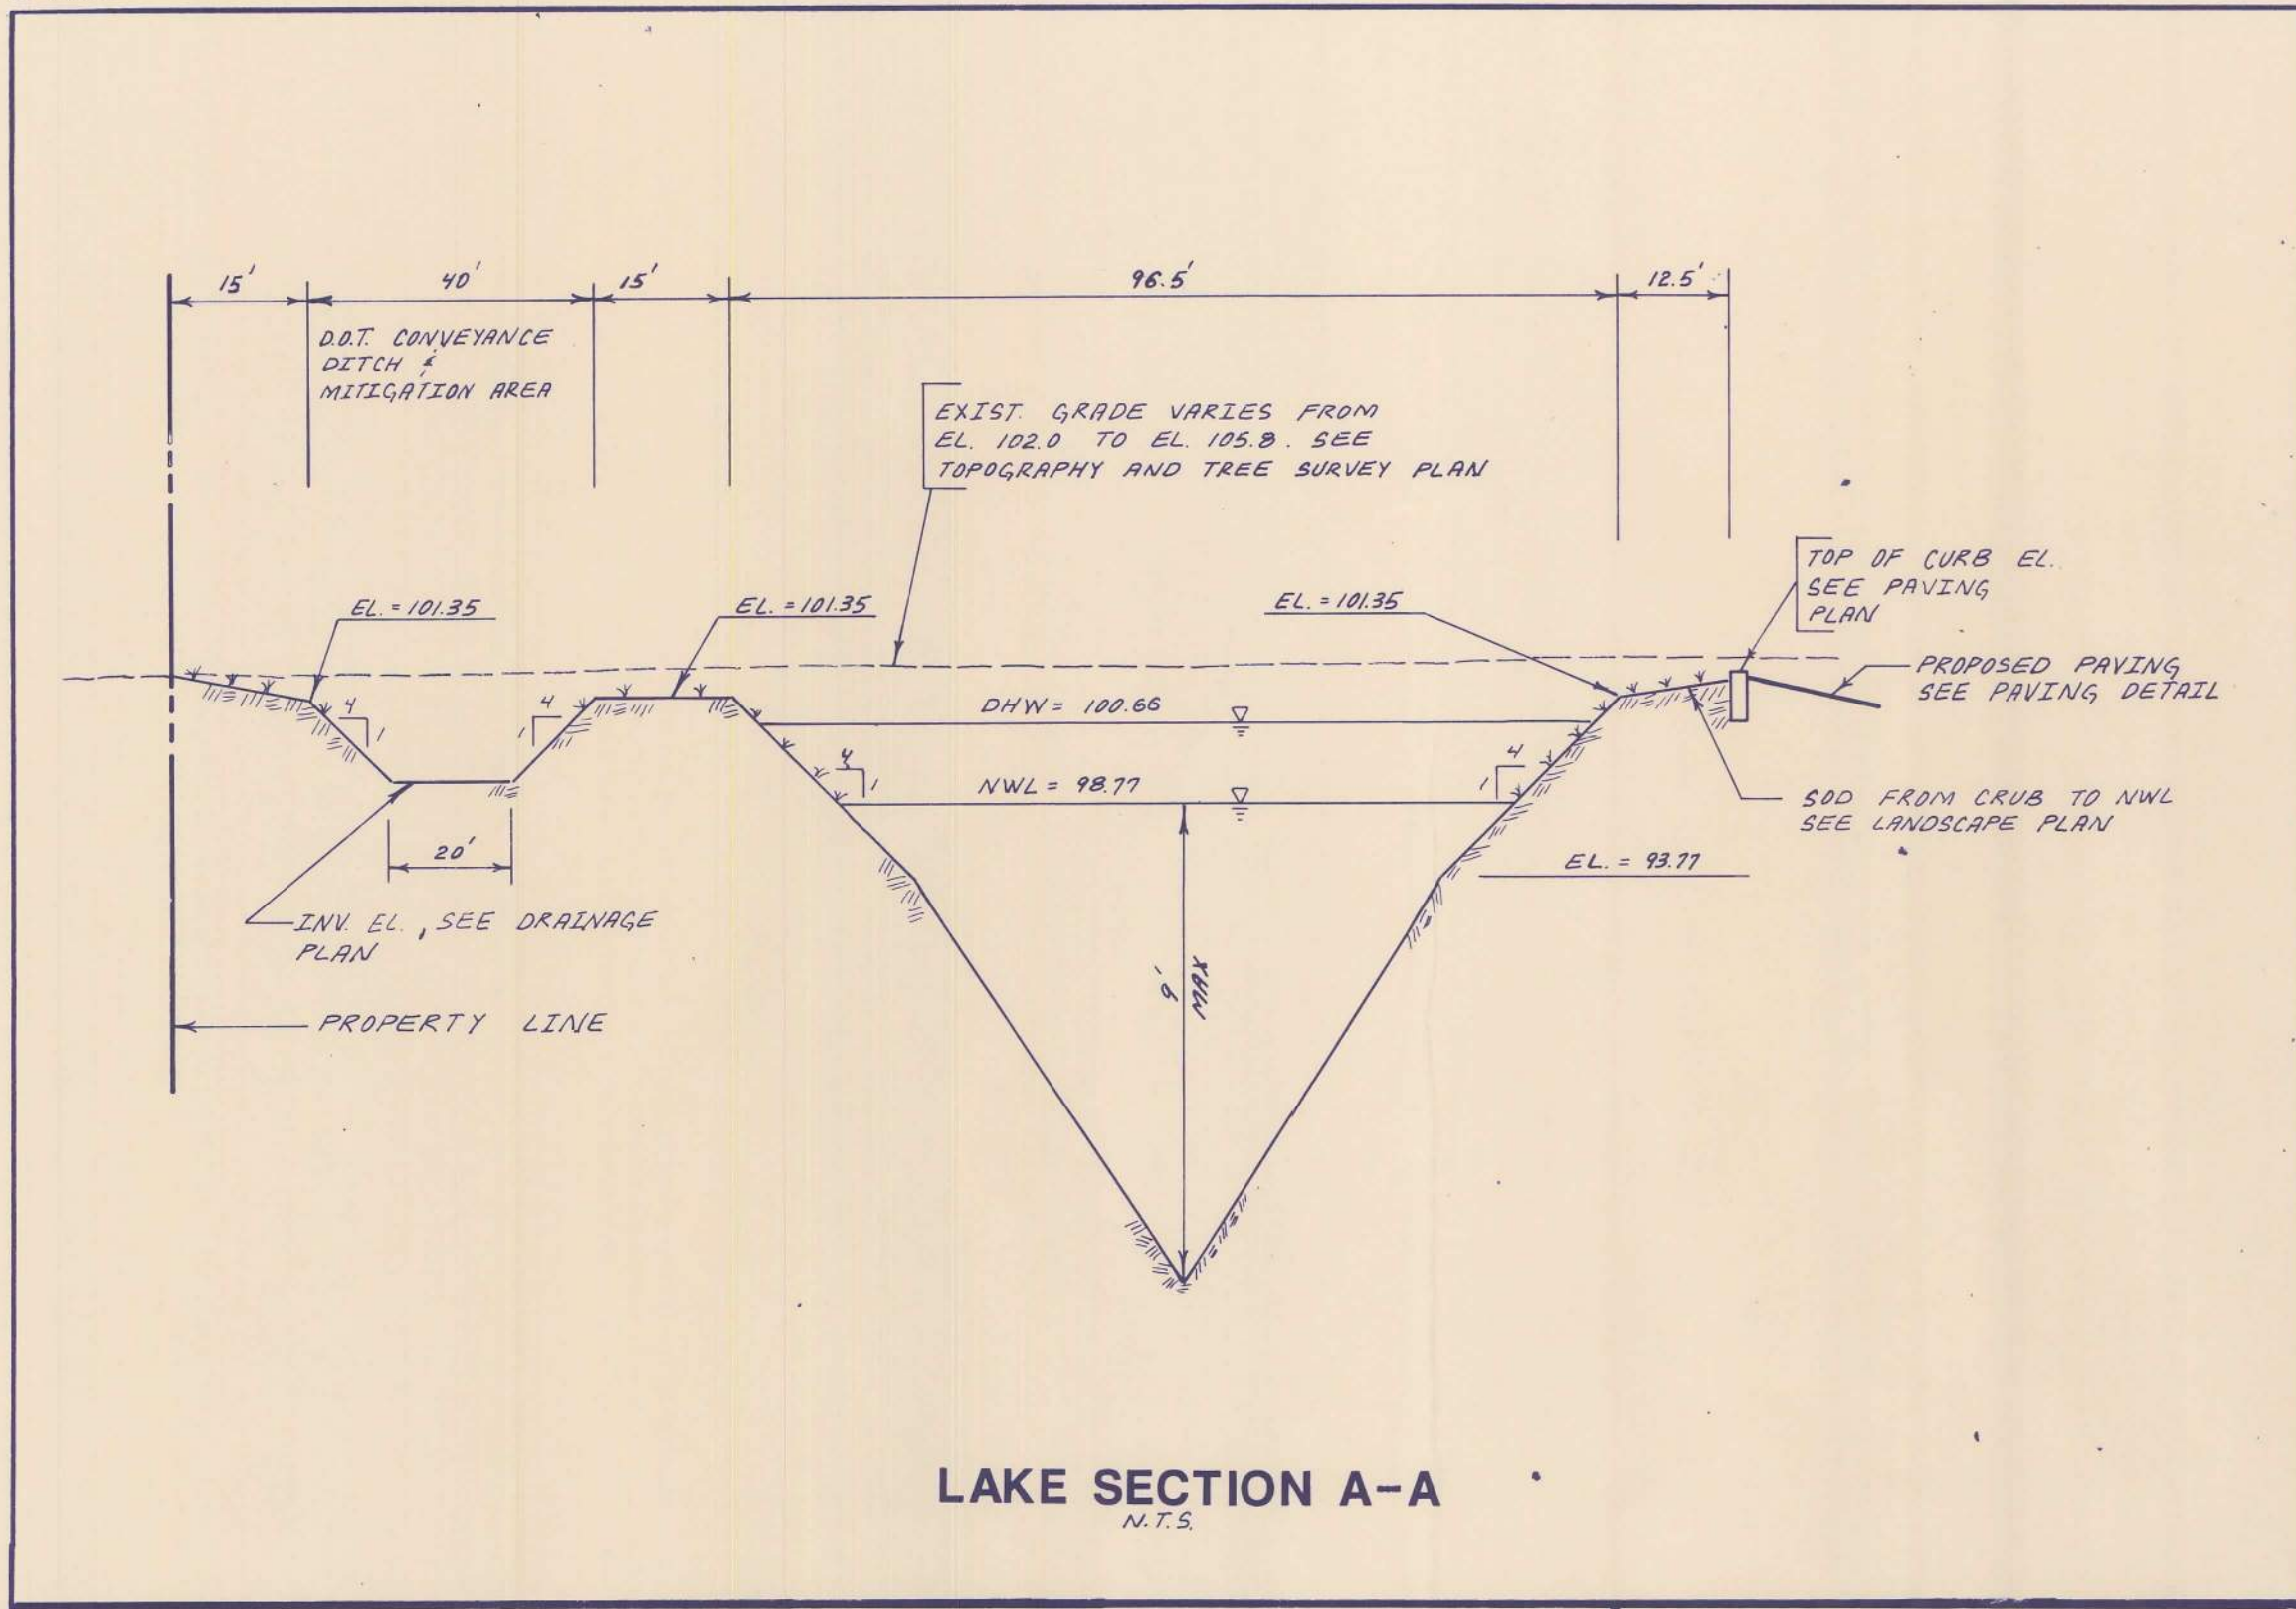 15'
40'
15'
96.5'
12.5'
D.O.T. CONVEYANCE
DITCH &
MITIGATION AREA
EXIST. GRADE VARIES FROM
EL. 102.0 TO EL. 105.8. SEE
TOPOGRAPHY AND TREE SURVEY PLAN
TOP OF CURB EL.
SEE PAVING
PLAN
EL. = 101.35
EL. = 101.35
EL. = 101.35
PROPOSED PAVING
SEE PAVING DETAIL
4
1
4
1
DHW = 100.66
4
1
NWL = 98.77
4
1
SOD FROM CRUB TO NWL
SEE LANDSCAPE PLAN
20'
EL. = 93.77
INV. EL., SEE DRAINAGE
PLAN
9'
MAX
PROPERTY LINE
LAKE SECTION A-A
N.T.S.